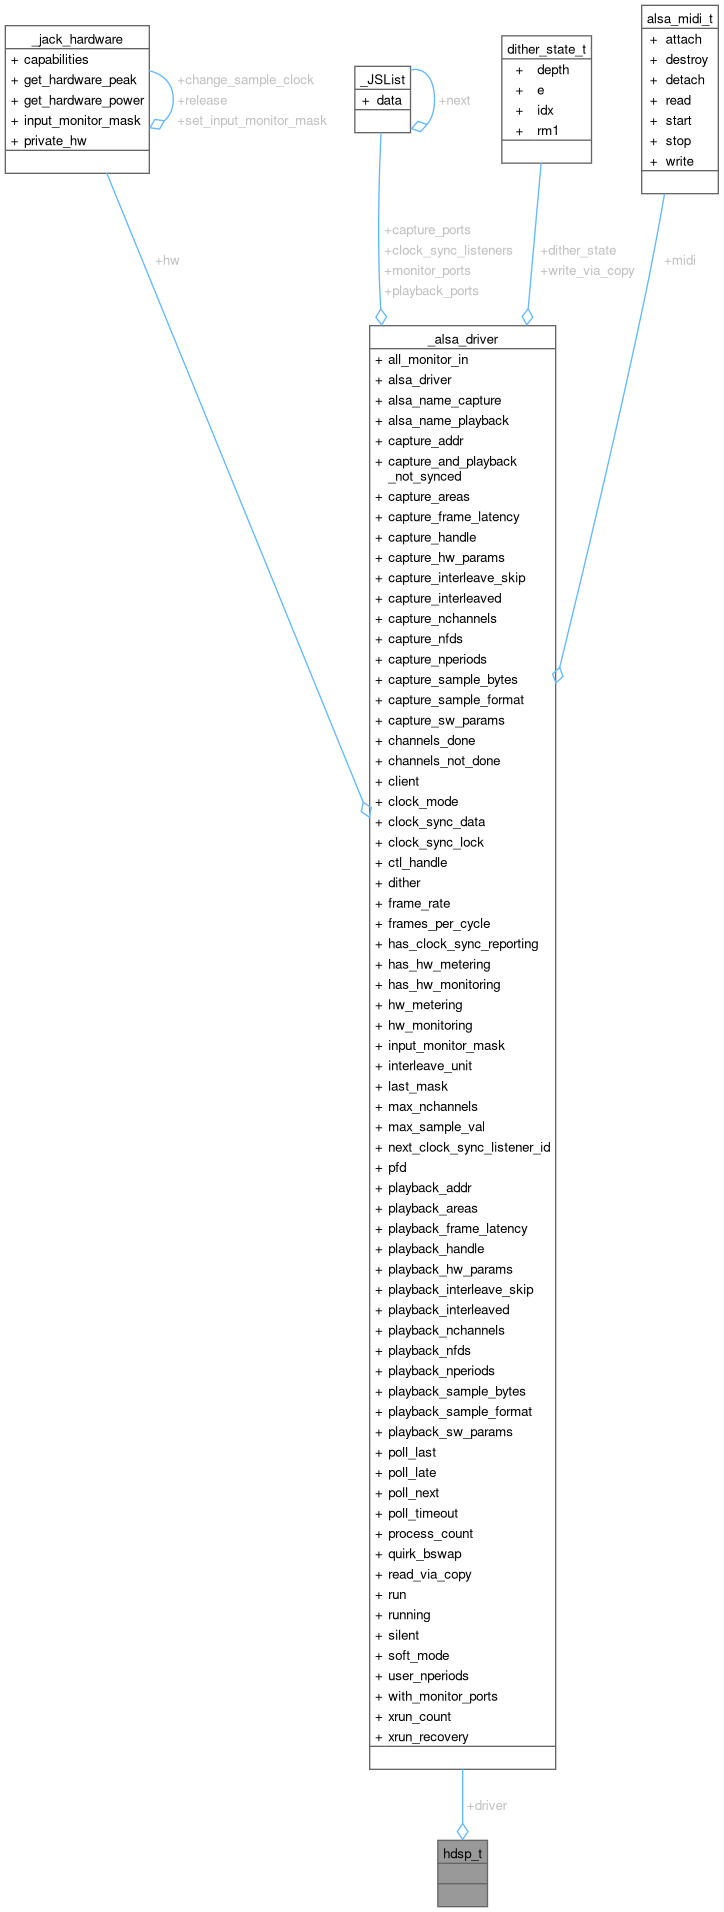 _jack_hardware
+ capabilities
+ get_hardware_peak
+ get_hardware_power
+ input_monitor_mask
+ private_hw
+change_sample_clock
+release
+set_input_monitor_mask
_JSList
+ data
+next
dither_state_t
+ depth
+ e
+ idx
+ rm1
alsa_midi_t
+ attach
+ destroy
+ detach
+ read
+ start
+ stop
+ write
+hw
+capture_ports
+clock_sync_listeners
+monitor_ports
+playback_ports
+dither_state
+write_via_copy
+midi
_alsa_driver
+ all_monitor_in
+ alsa_driver
+ alsa_name_capture
+ alsa_name_playback
+ capture_addr
+ capture_and_playback
_not_synced
+ capture_areas
+ capture_frame_latency
+ capture_handle
+ capture_hw_params
+ capture_interleave_skip
+ capture_interleaved
+ capture_nchannels
+ capture_nfds
+ capture_nperiods
+ capture_sample_bytes
+ capture_sample_format
+ capture_sw_params
+ channels_done
+ channels_not_done
+ client
+ clock_mode
+ clock_sync_data
+ clock_sync_lock
+ ctl_handle
+ dither
+ frame_rate
+ frames_per_cycle
+ has_clock_sync_reporting
+ has_hw_metering
+ has_hw_monitoring
+ hw_metering
+ hw_monitoring
+ input_monitor_mask
+ interleave_unit
+ last_mask
+ max_nchannels
+ max_sample_val
+ next_clock_sync_listener_id
+ pfd
+ playback_addr
+ playback_areas
+ playback_frame_latency
+ playback_handle
+ playback_hw_params
+ playback_interleave_skip
+ playback_interleaved
+ playback_nchannels
+ playback_nfds
+ playback_nperiods
+ playback_sample_bytes
+ playback_sample_format
+ playback_sw_params
+ poll_last
+ poll_late
+ poll_next
+ poll_timeout
+ process_count
+ quirk_bswap
+ read_via_copy
+ run
+ running
+ silent
+ soft_mode
+ user_nperiods
+ with_monitor_ports
+ xrun_count
+ xrun_recovery
+driver
hdsp_t